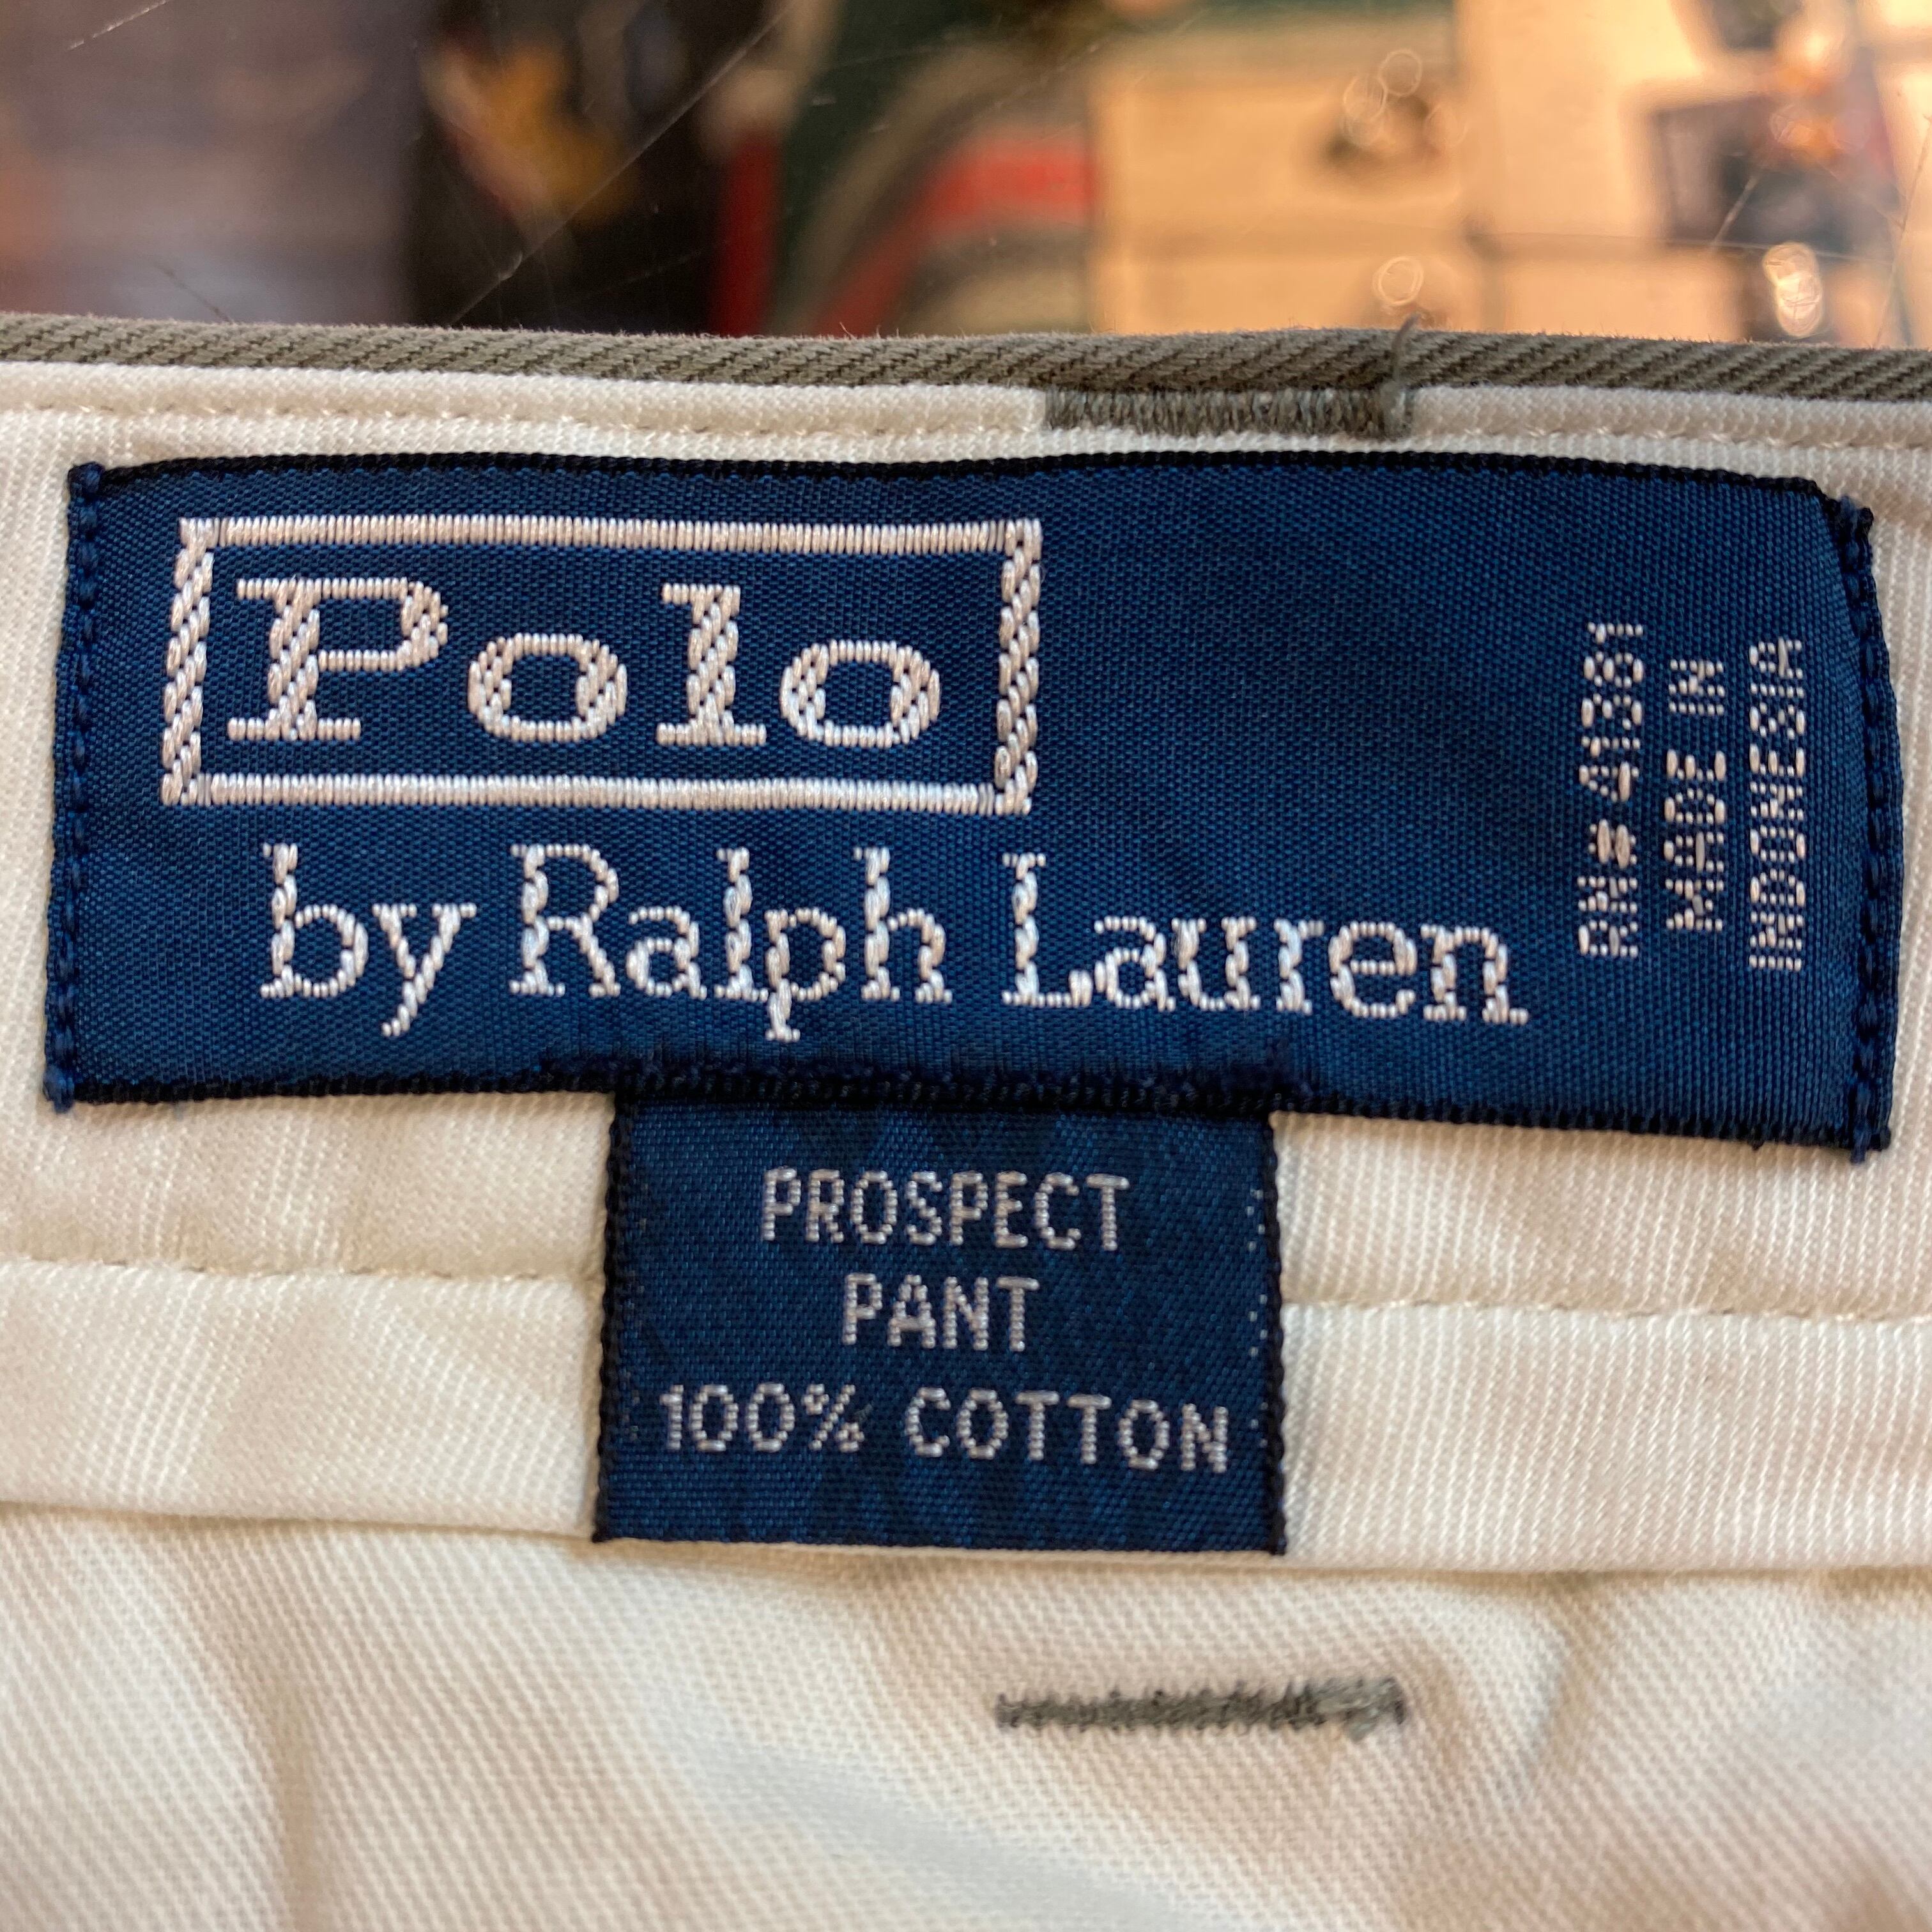 Polo
by Ralph Lauren
RN# 41381
MADE IN
INDONESIA
PROSPECT
PANT
100% COTTON